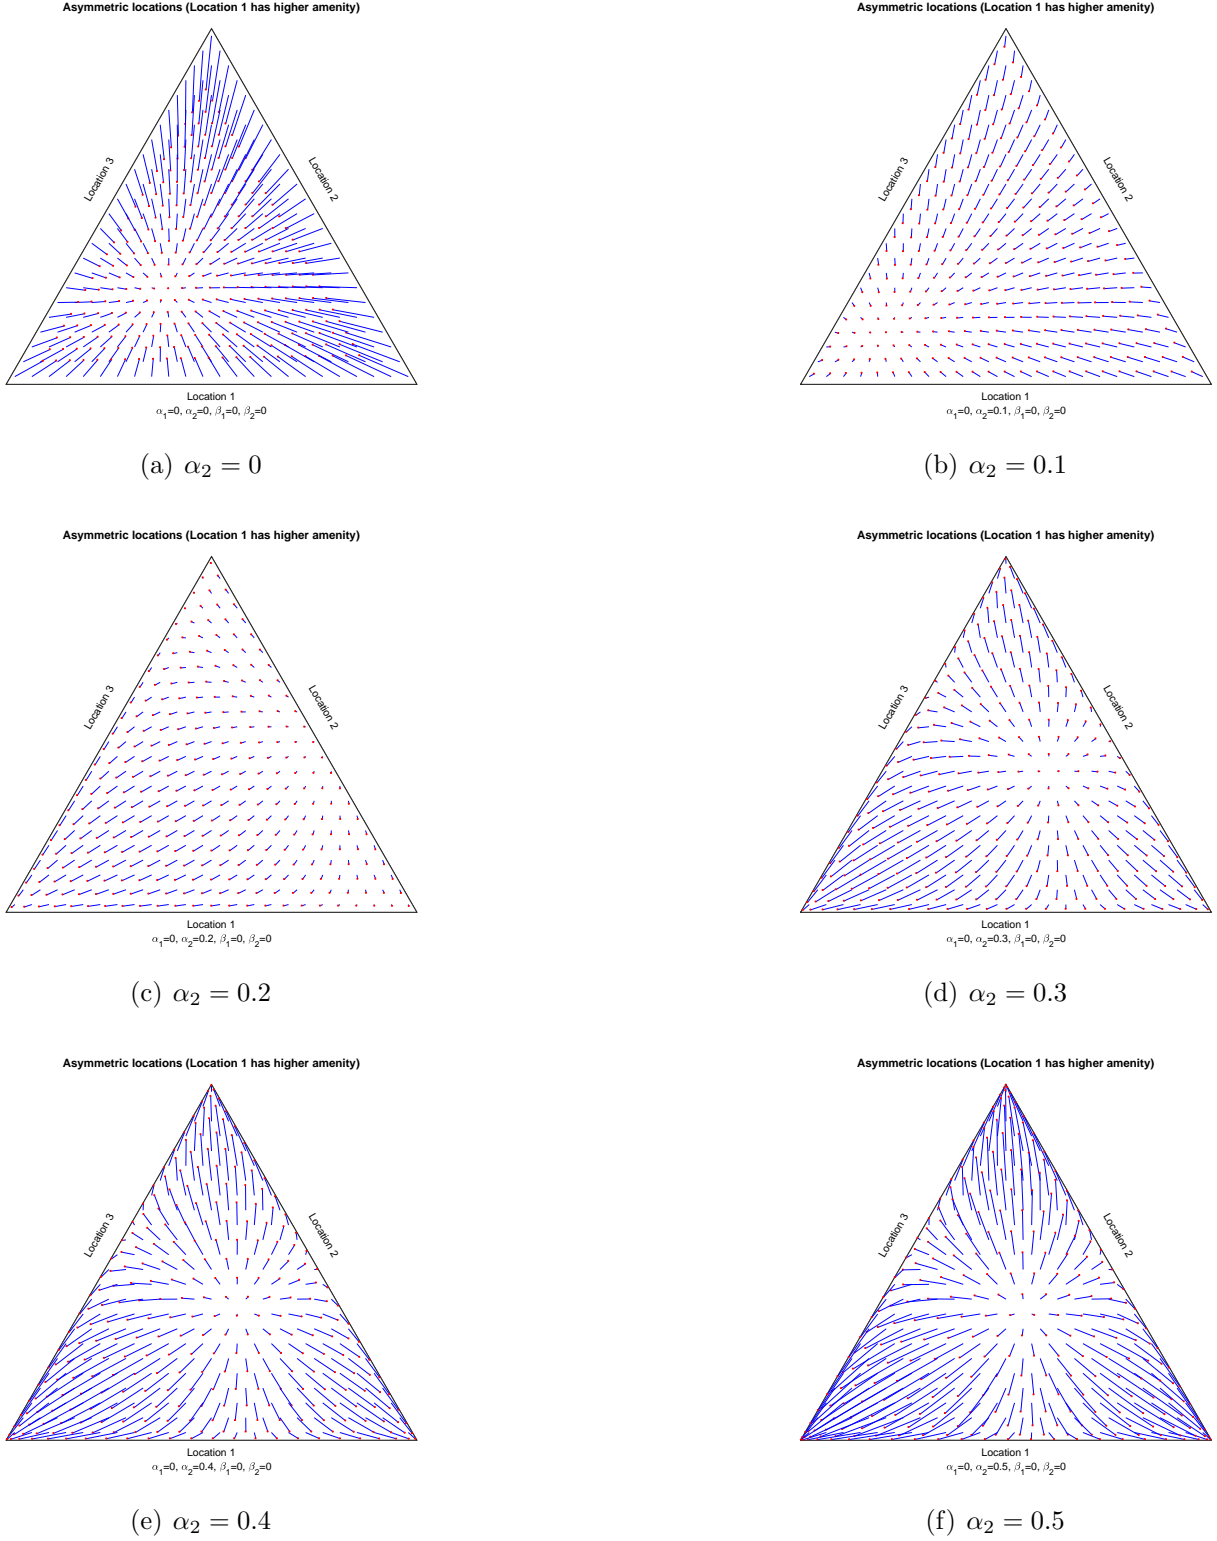 Asymmetric locations (Location 1 has higher amenity)
Location 3
Location 2
Location 1
α₁=0, α₂=0, β₁=0, β₂=0
(a) α₂ = 0
Asymmetric locations (Location 1 has higher amenity)
Location 3
Location 2
Location 1
α₁=0, α₂=0.1, β₁=0, β₂=0
(b) α₂ = 0.1
Asymmetric locations (Location 1 has higher amenity)
Location 3
Location 2
Location 1
α₁=0, α₂=0.2, β₁=0, β₂=0
(c) α₂ = 0.2
Asymmetric locations (Location 1 has higher amenity)
Location 3
Location 2
Location 1
α₁=0, α₂=0.3, β₁=0, β₂=0
(d) α₂ = 0.3
Asymmetric locations (Location 1 has higher amenity)
Location 3
Location 2
Location 1
α₁=0, α₂=0.4, β₁=0, β₂=0
(e) α₂ = 0.4
Asymmetric locations (Location 1 has higher amenity)
Location 3
Location 2
Location 1
α₁=0, α₂=0.5, β₁=0, β₂=0
(f) α₂ = 0.5